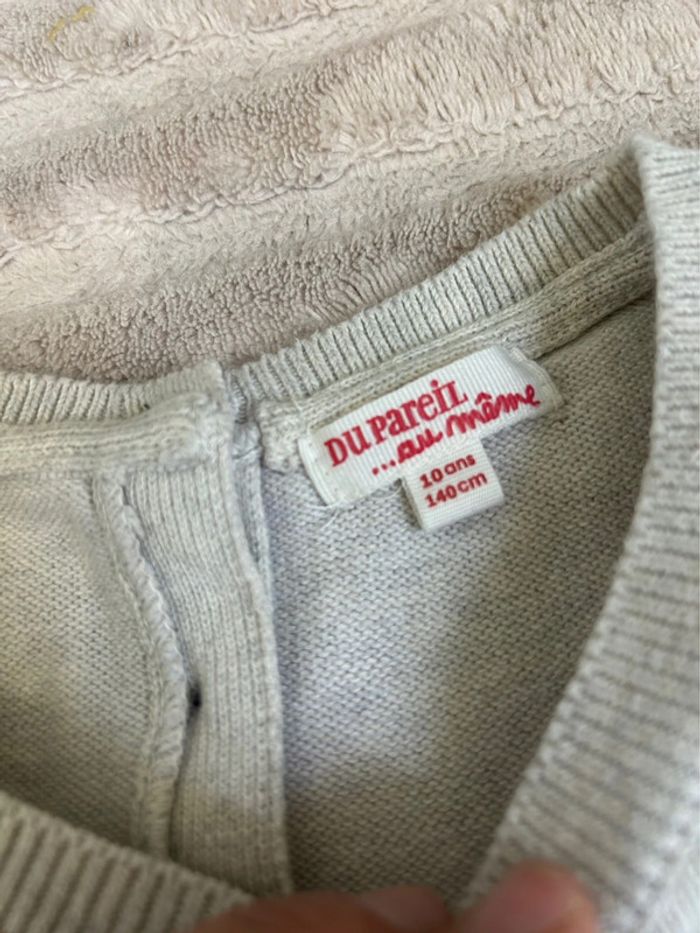 DU PAREIL
...au même
10 ans
140 cm